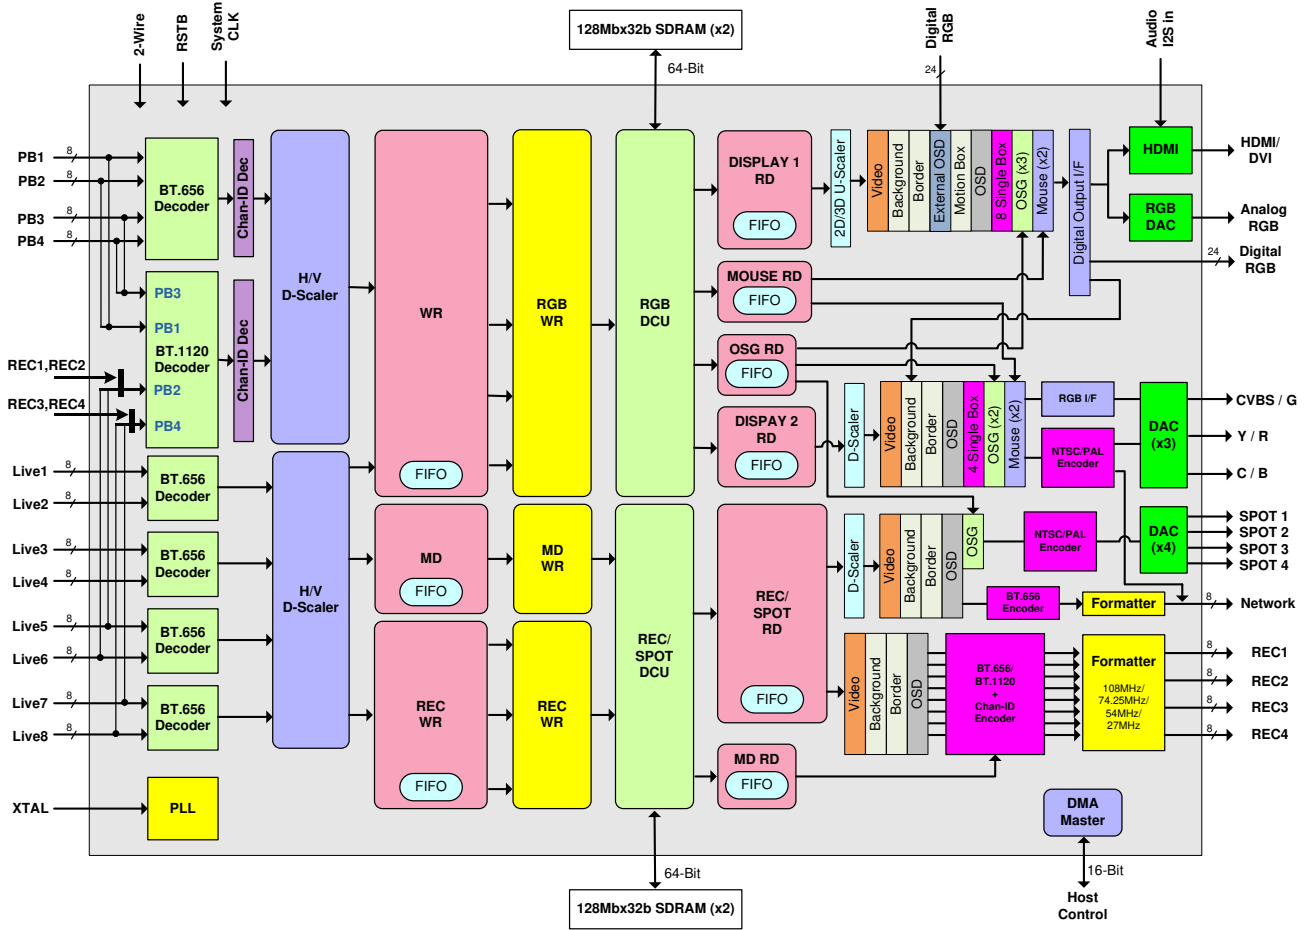 2-Wire
RSTB
System
CLK
128Mbx32b SDRAM (x2)
64-Bit
Digital
RGB
24
Audio
I2S in
PB1
8
PB2
8
PB3
8
PB4
8
BT.656
Decoder
Chan-ID Dec
PB3
PB1
BT.1120
Decoder
PB2
PB4
Chan-ID Dec
REC1,REC2
REC3,REC4
Live1
8
Live2
8
BT.656
Decoder
Live3
8
Live4
8
BT.656
Decoder
Live5
8
Live6
8
BT.656
Decoder
Live7
8
Live8
8
BT.656
Decoder
XTAL
PLL
H/V
D-Scaler
H/V
D-Scaler
WR
FIFO
MD
FIFO
REC
WR
FIFO
RGB
WR
MD
WR
REC
WR
RGB
DCU
REC/
SPOT
DCU
DISPLAY 1
RD
FIFO
MOUSE RD
FIFO
OSG RD
FIFO
DISPAY 2
RD
FIFO
REC/
SPOT
RD
FIFO
MD RD
FIFO
2D/3D U-Scaler
Video
Background
Border
External OSD
Motion Box
OSD
8 Single Box
OSG (x3)
Mouse (x2)
Digital Output I/F
HDMI
RGB
DAC
HDMI/
DVI
Analog
RGB
24
Digital
RGB
D-Scaler
Video
Background
Border
OSD
4 Single Box
OSG (x2)
Mouse (x2)
RGB I/F
NTSC/PAL
Encoder
DAC
(x3)
CVBS / G
Y / R
C / B
D-Scaler
Video
Background
Border
OSD
OSG
NTSC/PAL
Encoder
DAC
(x4)
SPOT 1
SPOT 2
SPOT 3
SPOT 4
BT.656
Encoder
Formatter
8
Network
Video
Background
Border
OSD
BT.656/
BT.1120
+
Chan-ID
Encoder
Formatter
108MHz/
74.25MHz/
54MHz/
27MHz
8
REC1
8
REC2
8
REC3
8
REC4
DMA
Master
16-Bit
Host
Control
64-Bit
128Mbx32b SDRAM (x2)